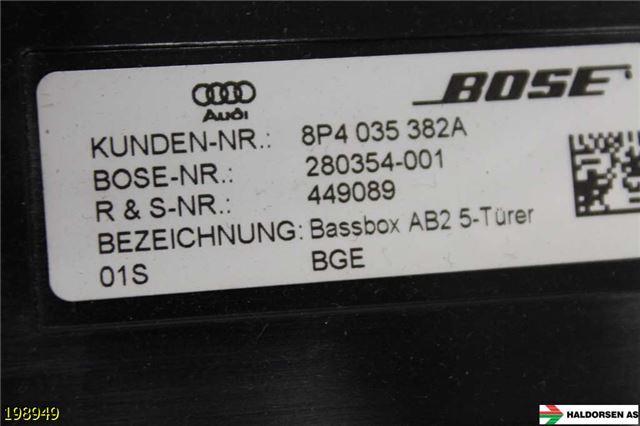 Audi
BOSE
KUNDEN-NR.: 8P4 035 382A
BOSE-NR.: 280354-001
R & S-NR.: 449089
BEZEICHNUNG: Bassbox AB2 5-Türer
01S BGE
198949
HALDORSEN AS